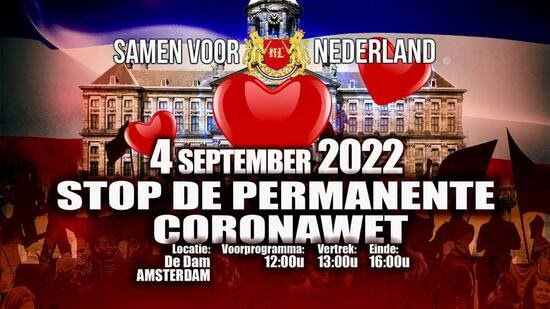 SAMEN VOOR NL NEDERLAND
4 SEPTEMBER 2022
STOP DE PERMANENTE
CORONAWET
Locatie: Voorprogramma: Vertrek: Einde:
De Dam 12:00u 13:00u 16:00u
AMSTERDAM